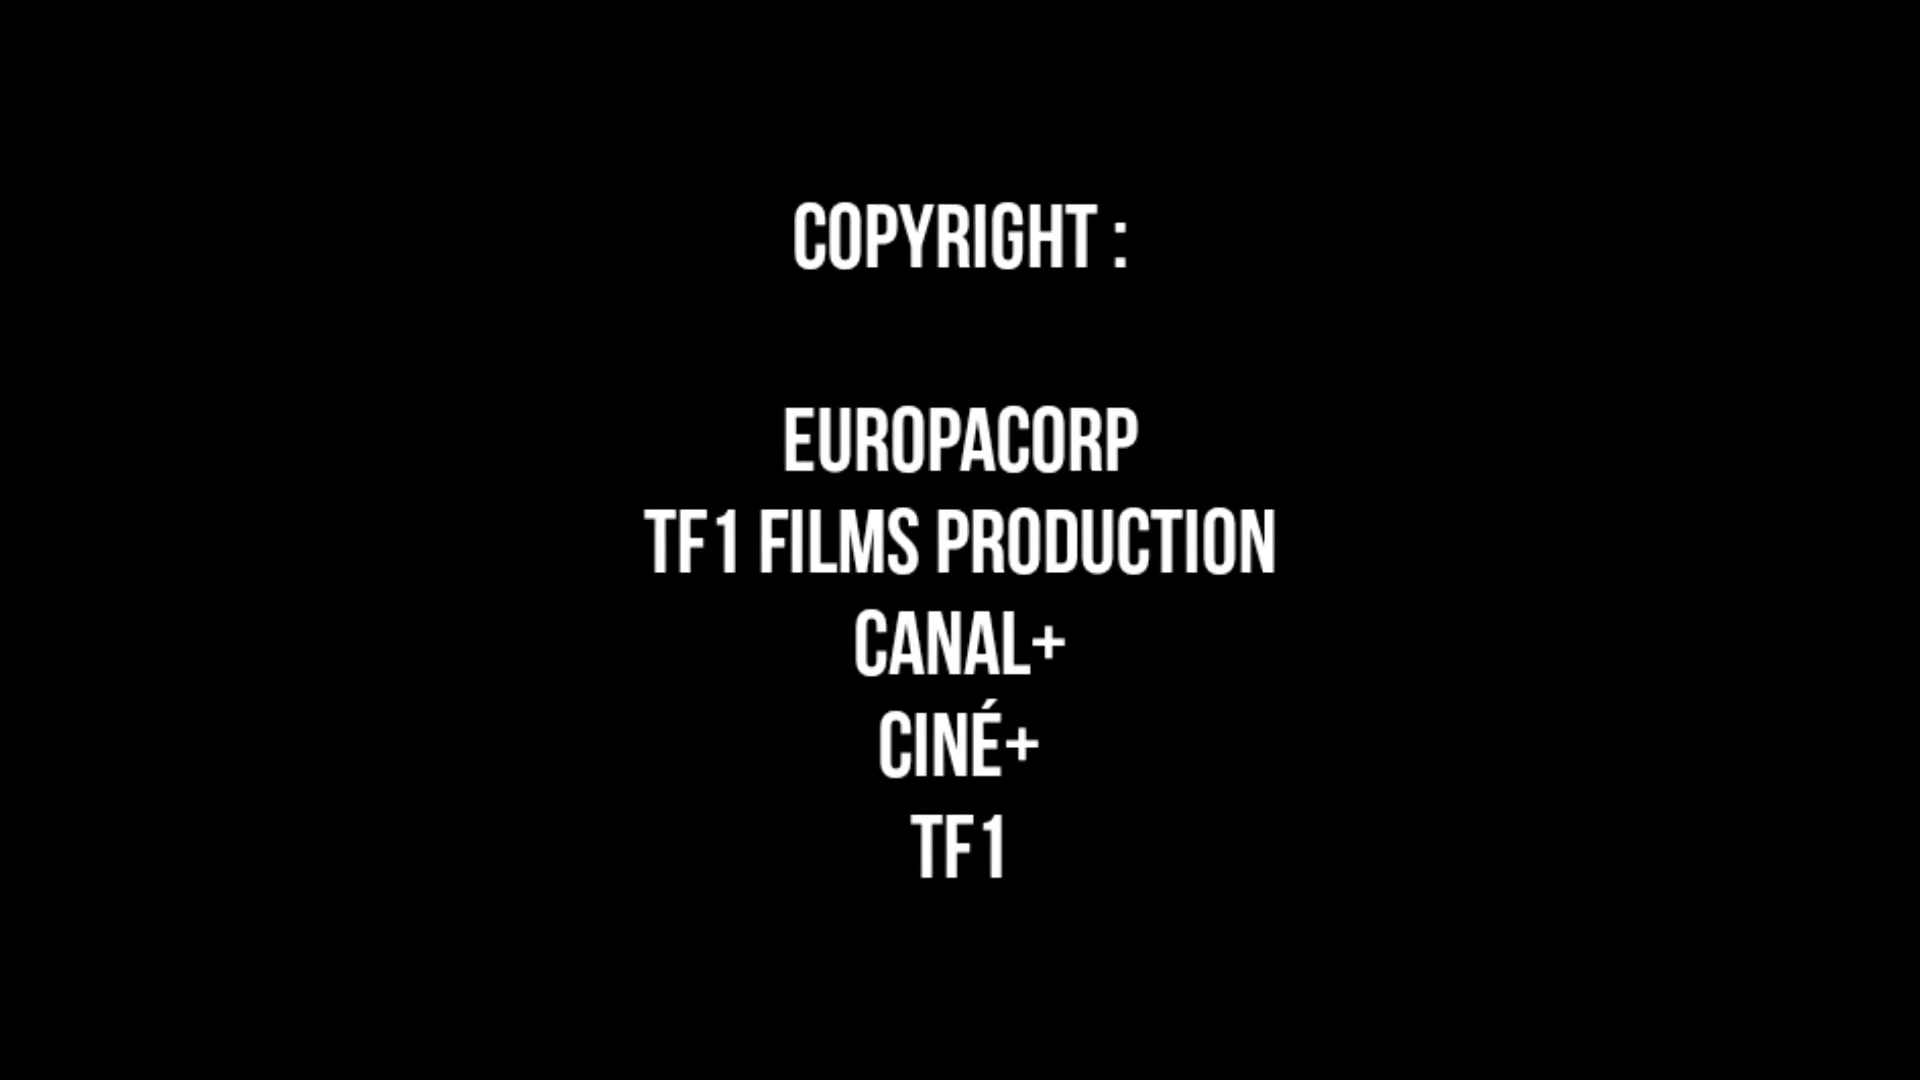 COPYRIGHT :
EUROPACORP
TF1 FILMS PRODUCTION
CANAL+
CINÉ+
TF1